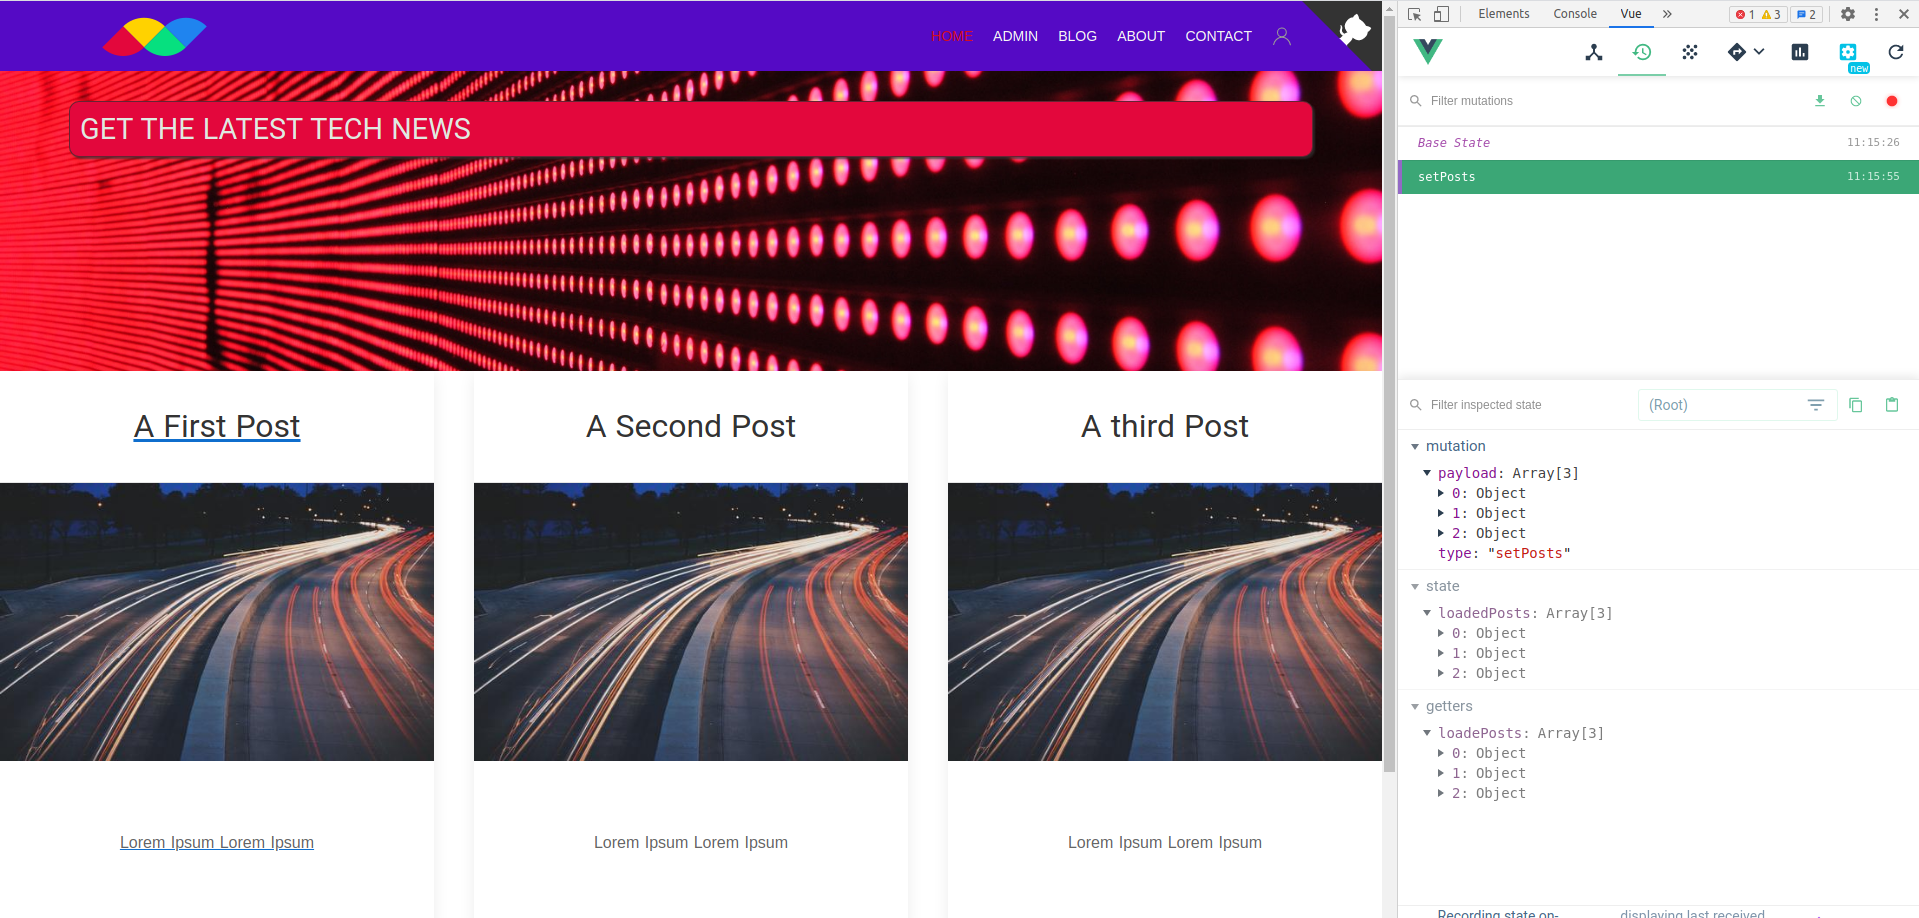 HOME ADMIN BLOG ABOUT CONTACT
GET THE LATEST TECH NEWS
A First Post
A Second Post
A third Post
Lorem Ipsum Lorem Ipsum
Lorem Ipsum Lorem Ipsum
Lorem Ipsum Lorem Ipsum
Elements Console Vue » 1 3 2
new
Filter mutations
Base State 11:15:26
setPosts 11:15:55
Filter inspected state (Root)
mutation
payload: Array[3]
0: Object
1: Object
2: Object
type: "setPosts"
state
loadedPosts: Array[3]
0: Object
1: Object
2: Object
getters
loadePosts: Array[3]
0: Object
1: Object
2: Object
Recording state on- displaying last received